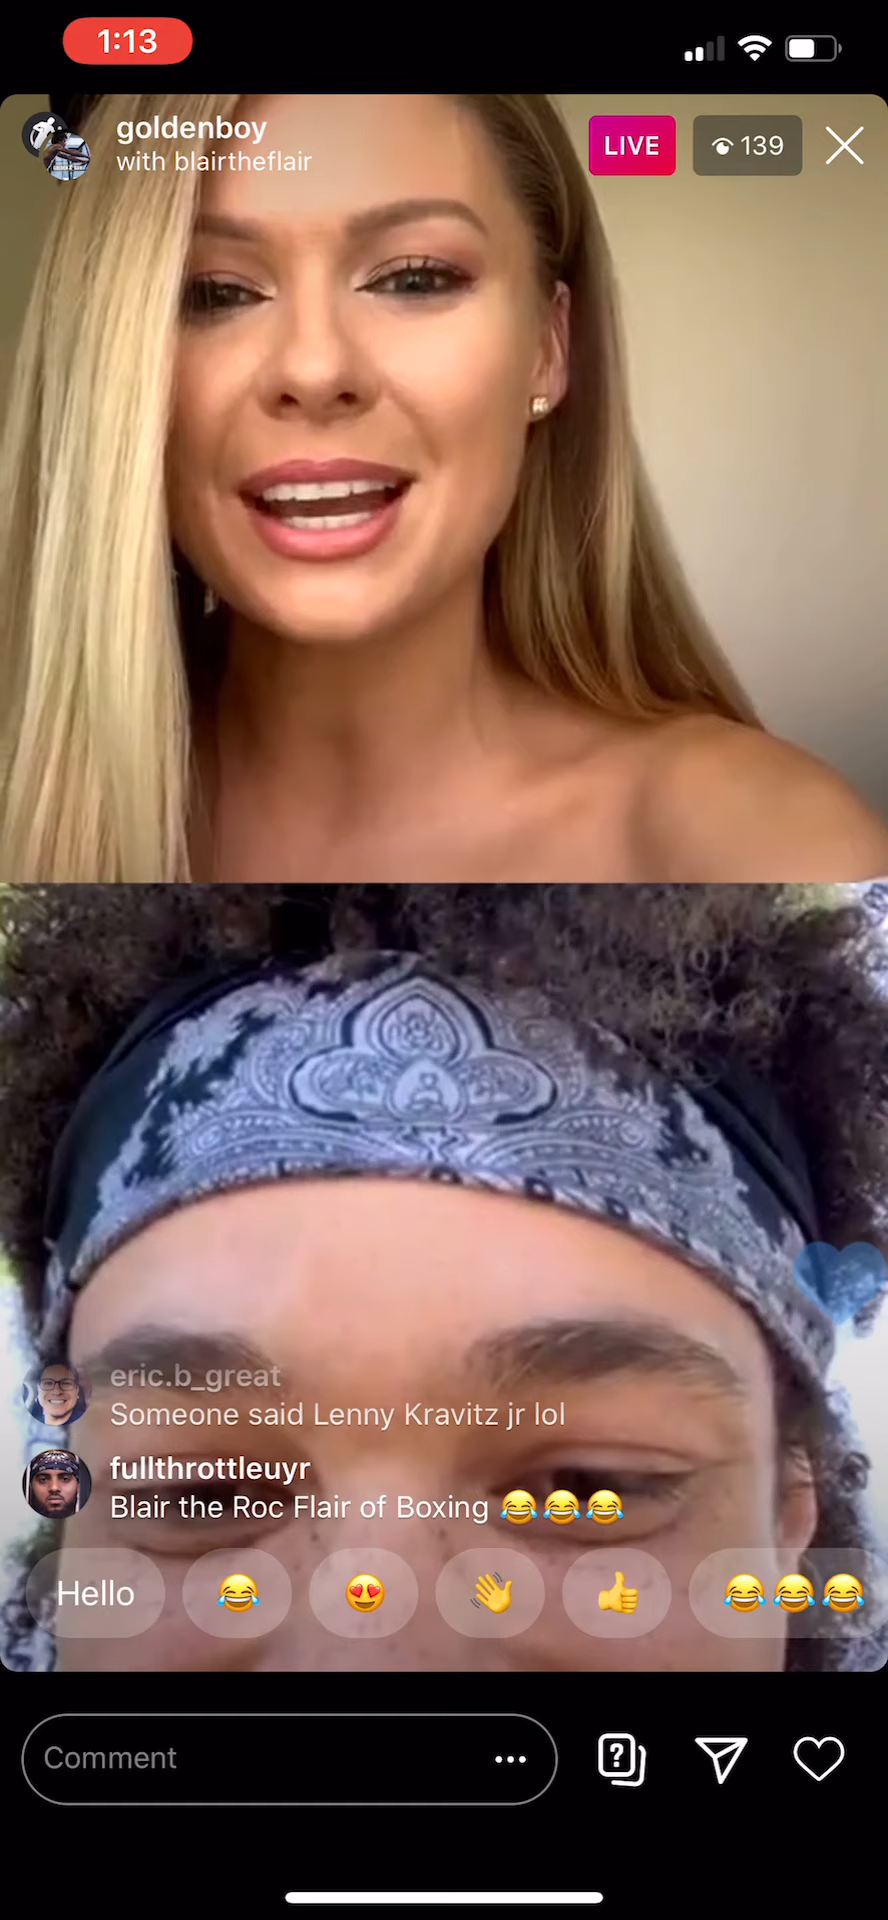 1:13
goldenboy
with blairtheflair
LIVE
139
eric.b_great
Someone said Lenny Kravitz jr lol
fullthrottleuyr
Blair the Roc Flair of Boxing 😂😂😂
Hello 😂 😍 👋 👍 😂😂😂
Comment